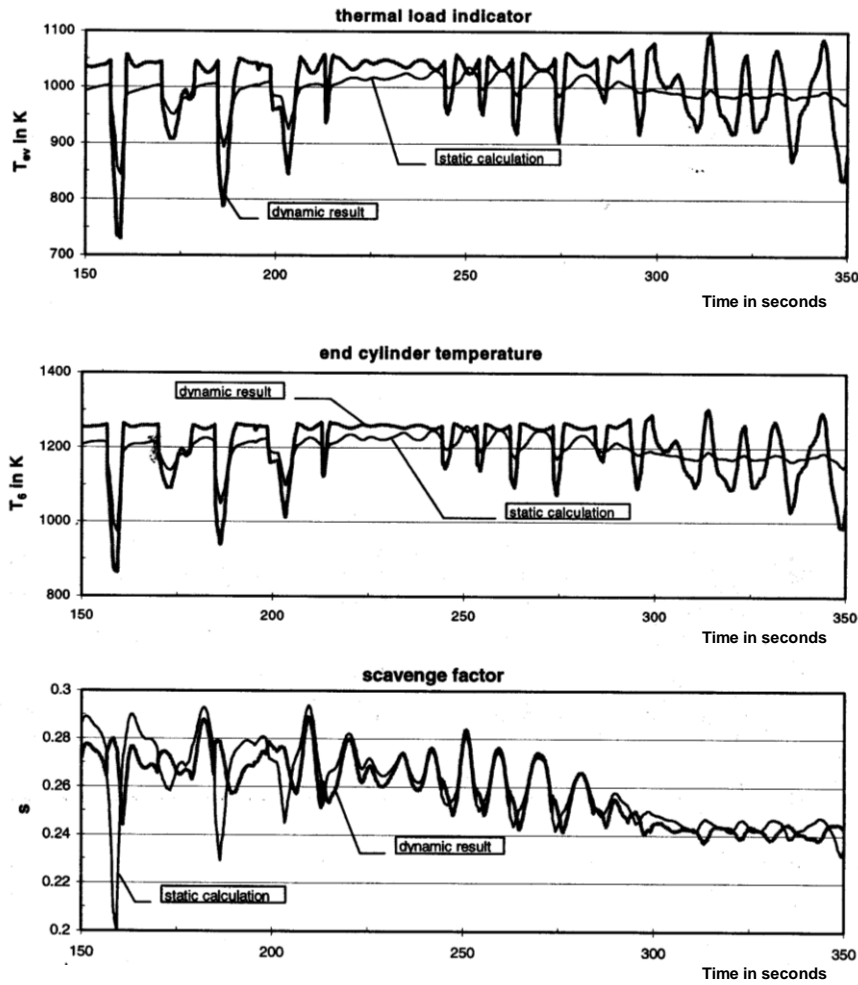 thermal load indicator
1100
1000
900
800
700
T_ev in K
static calculation
dynamic result
150
200
250
300
350
Time in seconds
end cylinder temperature
1400
1200
1000
800
T_6 in K
dynamic result
static calculation
150
200
250
300
350
Time in seconds
scavenge factor
0.3
0.28
0.26
0.24
0.22
0.2
s
dynamic result
static calculation
150
200
250
300
350
Time in seconds